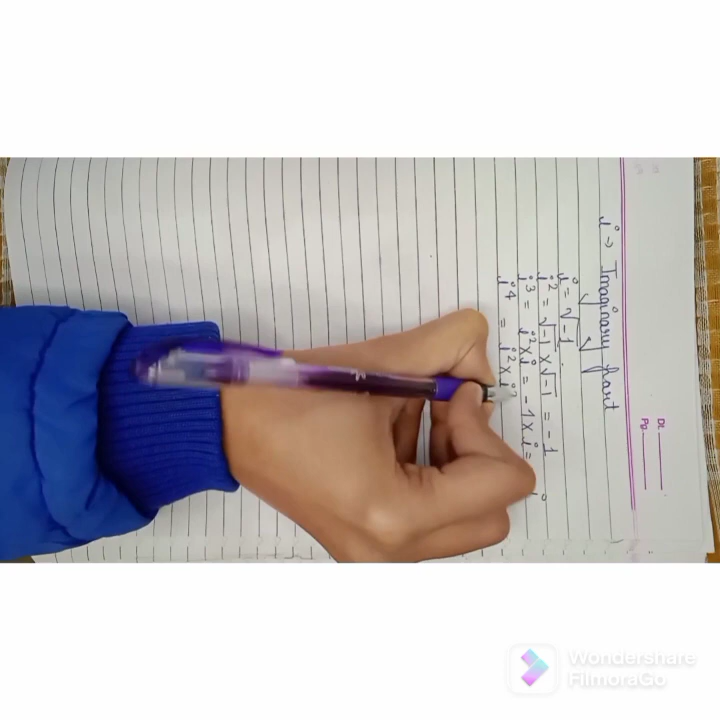 Dt.
Pg.
i → Imaginary part
i = √-1
i² = √-1 × √-1 = -1
i³ = i² × i = -1 × i =
i⁴ = i² × i²
Wondershare
FilmoraGo